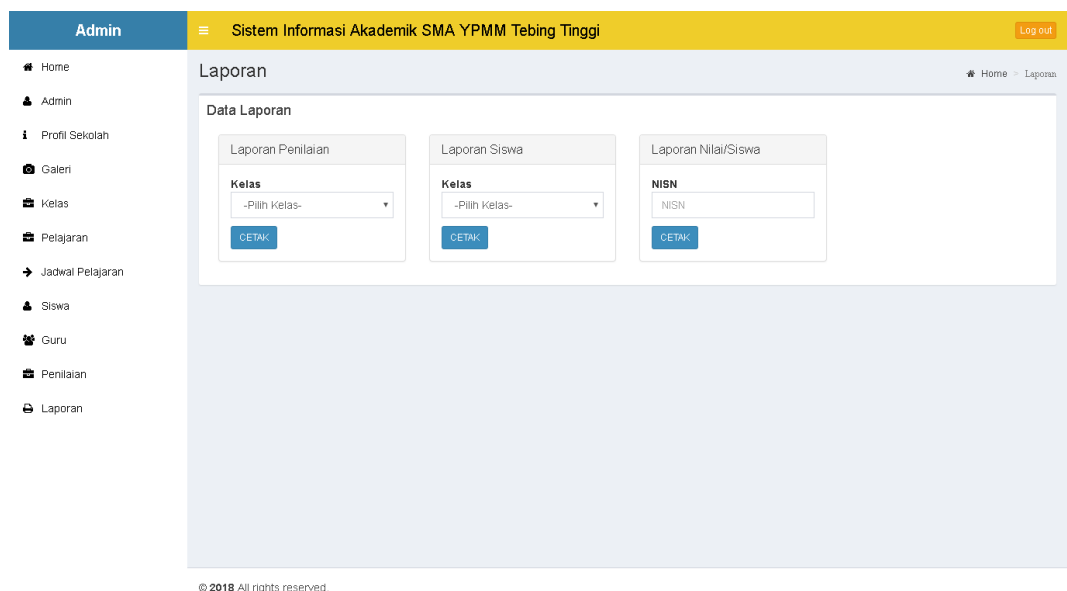 Admin
Sistem Informasi Akademik SMA YPMM Tebing Tinggi
Log out
Home
Admin
Profil Sekolah
Galeri
Kelas
Pelajaran
Jadwal Pelajaran
Siswa
Guru
Penilaian
Laporan
Laporan
Home > Laporan
Data Laporan
Laporan Penilaian
Kelas
-Pilih Kelas-
CETAK
Laporan Siswa
Kelas
-Pilih Kelas-
CETAK
Laporan Nilai/Siswa
NISN
NISN
CETAK
© 2018 All rights reserved.